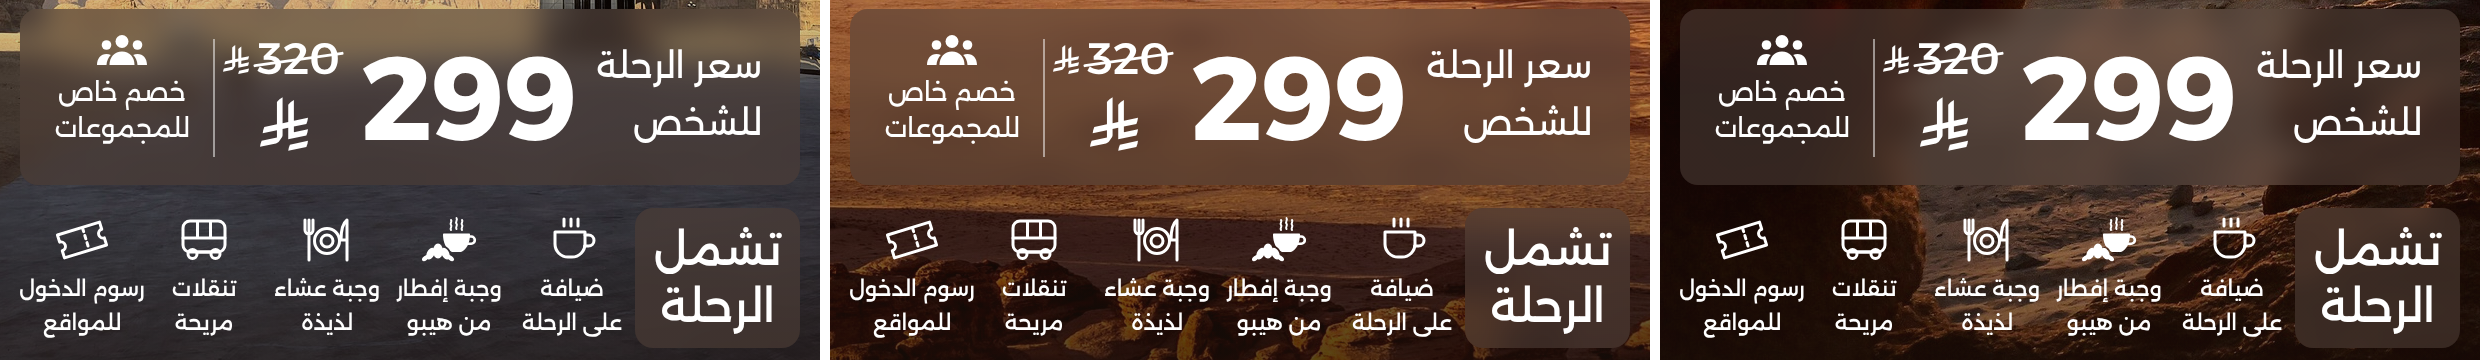 سعر الرحلة
للشخص
299
320
خصم خاص
للمجموعات
تشمل
الرحلة
ضيافة
على الرحلة
وجبة إفطار
من هيبو
وجبة عشاء
لذيذة
تنقلات
مريحة
رسوم الدخول
للمواقع
سعر الرحلة
للشخص
299
320
خصم خاص
للمجموعات
تشمل
الرحلة
ضيافة
على الرحلة
وجبة إفطار
من هيبو
وجبة عشاء
لذيذة
تنقلات
مريحة
رسوم الدخول
للمواقع
سعر الرحلة
للشخص
299
320
خصم خاص
للمجموعات
تشمل
الرحلة
ضيافة
على الرحلة
وجبة إفطار
من هيبو
وجبة عشاء
لذيذة
تنقلات
مريحة
رسوم الدخول
للمواقع